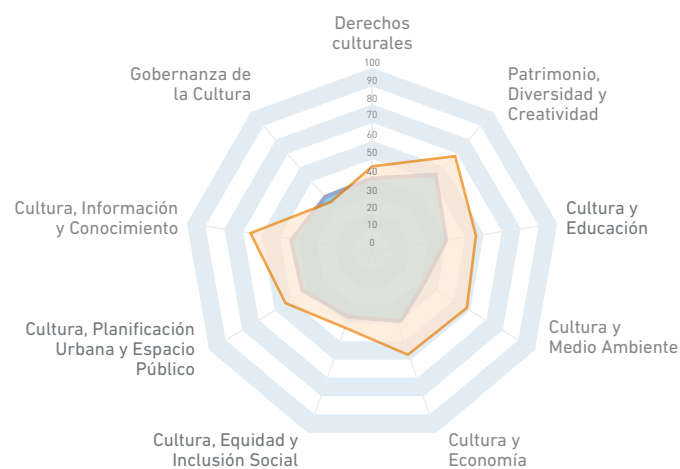 Derechos
culturales
Patrimonio,
Diversidad y
Creatividad
Cultura y
Educación
Cultura y
Medio Ambiente
Cultura y
Economía
Cultura, Equidad y
Inclusión Social
Cultura, Planificación
Urbana y Espacio
Público
Cultura, Información
y Conocimiento
Gobernanza de
la Cultura
100
90
80
70
60
50
40
30
20
10
0